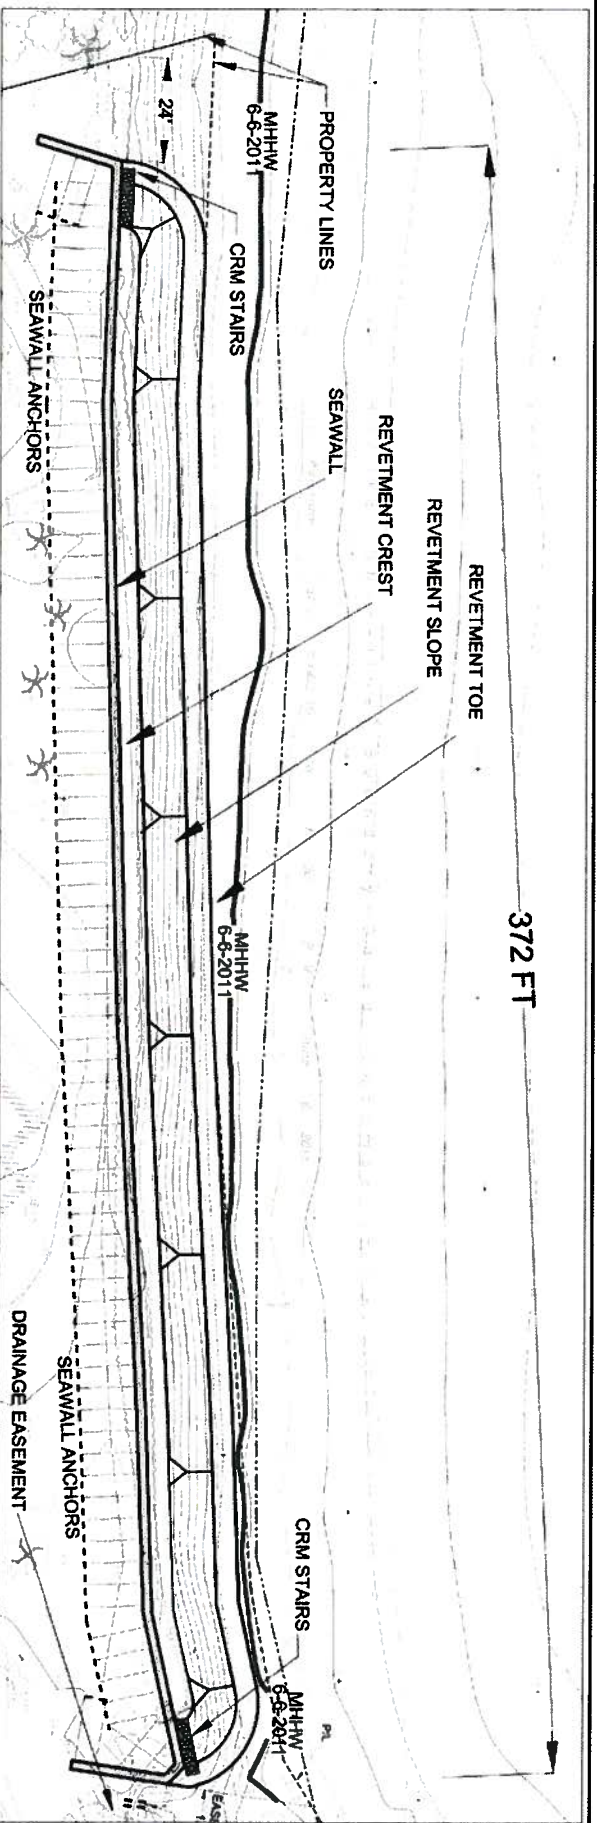 372 FT
PROPERTY LINES
MHHW
6-6-2011
24'
CRM STAIRS
SEAWALL
REVETMENT CREST
REVETMENT SLOPE
REVETMENT TOE
SEAWALL ANCHORS
MHHW
6-6-2011
SEAWALL ANCHORS
DRAINAGE EASEMENT
CRM STAIRS
MHHW
6-6-2011
P/L